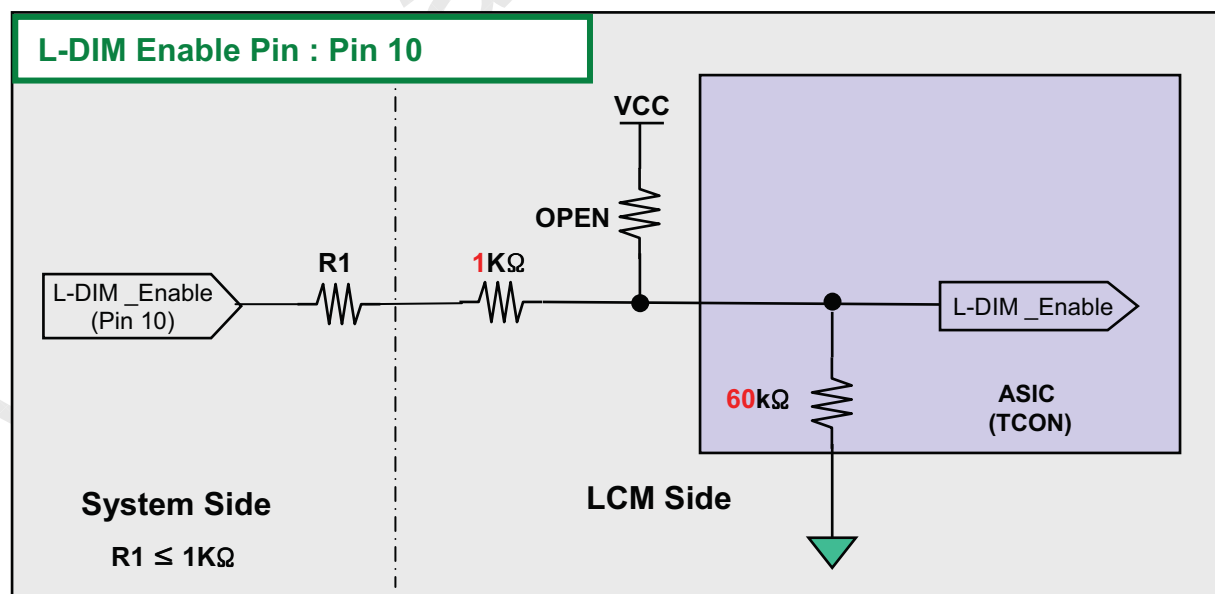 L-DIM Enable Pin : Pin 10
VCC
OPEN
R1
1KΩ
L-DIM _Enable
(Pin 10)
L-DIM _Enable
60kΩ
ASIC
(TCON)
System Side
LCM Side
R1 ≤ 1KΩ